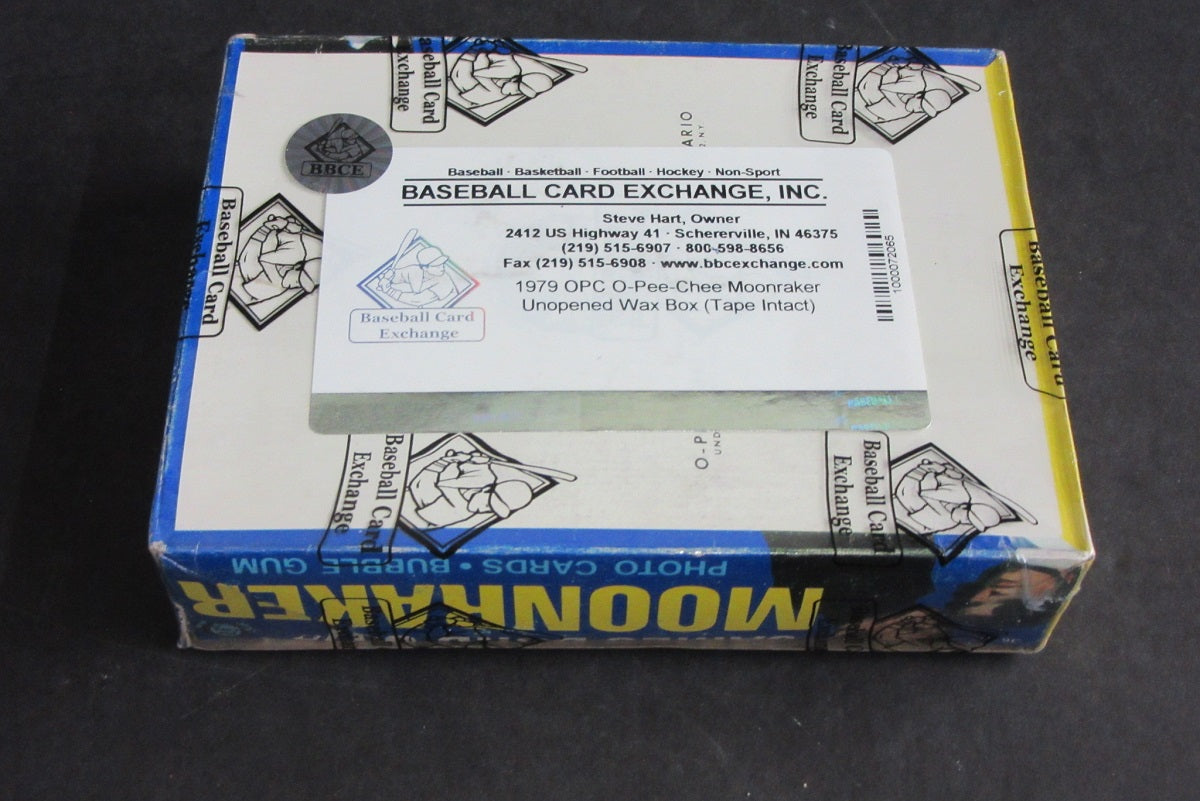 Baseball Card
Exchange
Baseball Card
Exchange
ARIO
BBCE
Baseball · Basketball · Football · Hockey · Non-Sport
BASEBALL CARD EXCHANGE, INC.
Steve Hart, Owner
2412 US Highway 41 · Schererville, IN 46375
(219) 515-6907 · 800-598-8656
Fax (219) 515-6908 · www.bbcexchange.com
1979 OPC O-Pee-Chee Moonraker
Unopened Wax Box (Tape Intact)
1000072065
Baseball Card
Exchange
Baseball Card
Exchange
Baseball Card
Exchange
O-P
UND
Baseball Card
Exchange
Baseball Card
Exchange
PHOTO CARDS • BUBBLE GUM
MOONRAKER